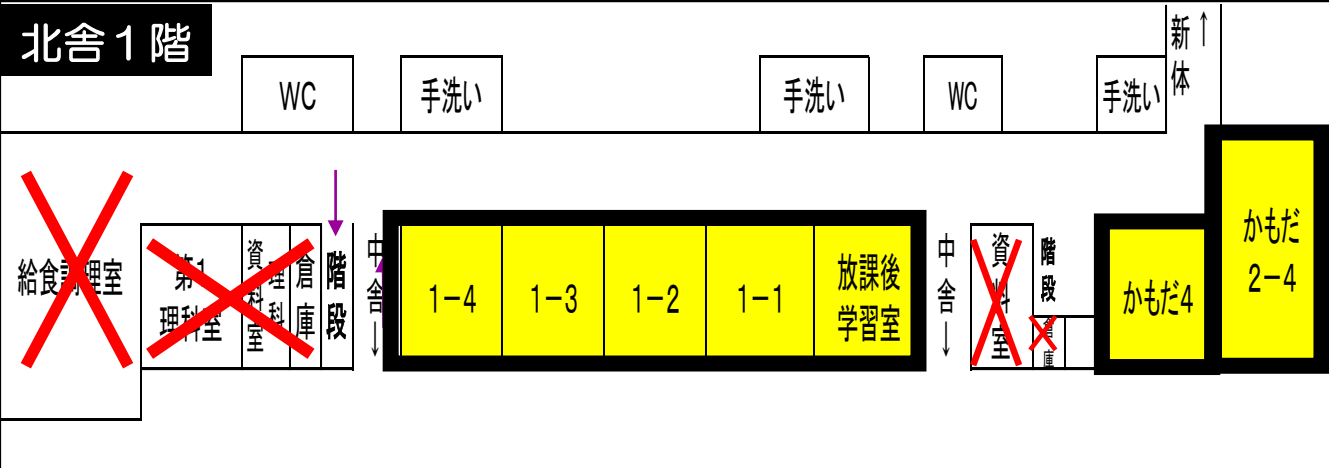 北舎１階
新
体
↑
WC
手洗い
手洗い
WC
手洗い
給食調理室
第1
理科室
資料室
理科
倉庫
階段
中舎↓
1－4
1－3
1－2
1－1
放課後
学習室
中舎↓
資料室
階段
倉庫
かもだ4
かもだ
2－4